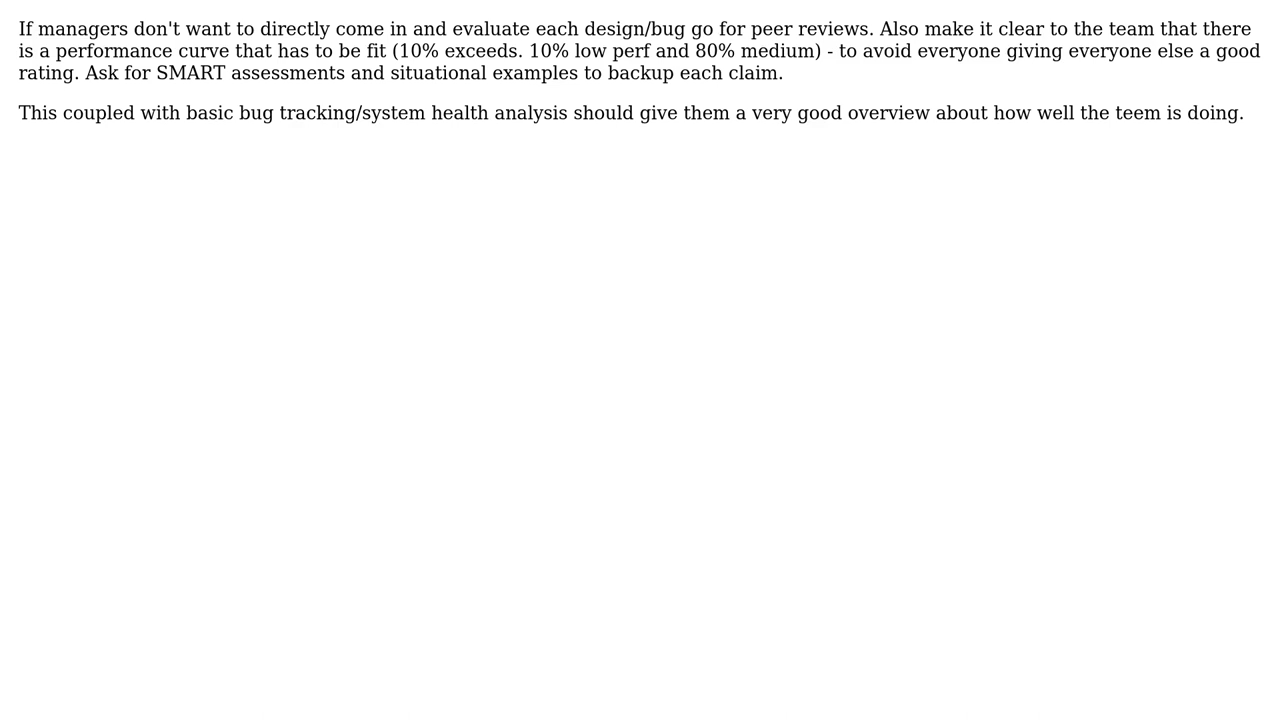 If managers don't want to directly come in and evaluate each design/bug go for peer reviews. Also make it clear to the team that there
is a performance curve that has to be fit (10% exceeds. 10% low perf and 80% medium) - to avoid everyone giving everyone else a good
rating. Ask for SMART assessments and situational examples to backup each claim.
This coupled with basic bug tracking/system health analysis should give them a very good overview about how well the teem is doing.